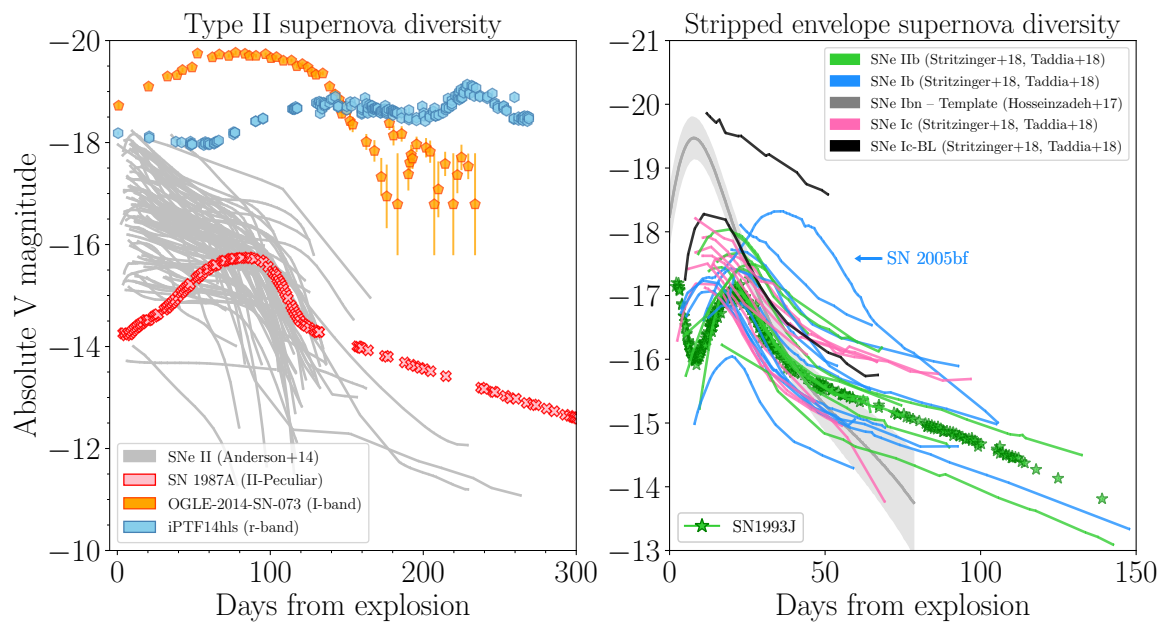 Type II supernova diversity
Absolute V magnitude
−20
−18
−16
−14
−12
−10
0
100
200
300
Days from explosion
SNe II (Anderson+14)
SN 1987A (II-Peculiar)
OGLE-2014-SN-073 (I-band)
iPTF14hls (r-band)
Stripped envelope supernova diversity
−21
−20
−19
−18
−17
−16
−15
−14
−13
0
50
100
150
Days from explosion
SNe IIb (Stritzinger+18, Taddia+18)
SNe Ib (Stritzinger+18, Taddia+18)
SNe Ibn – Template (Hosseinzadeh+17)
SNe Ic (Stritzinger+18, Taddia+18)
SNe Ic-BL (Stritzinger+18, Taddia+18)
SN 2005bf
SN1993J